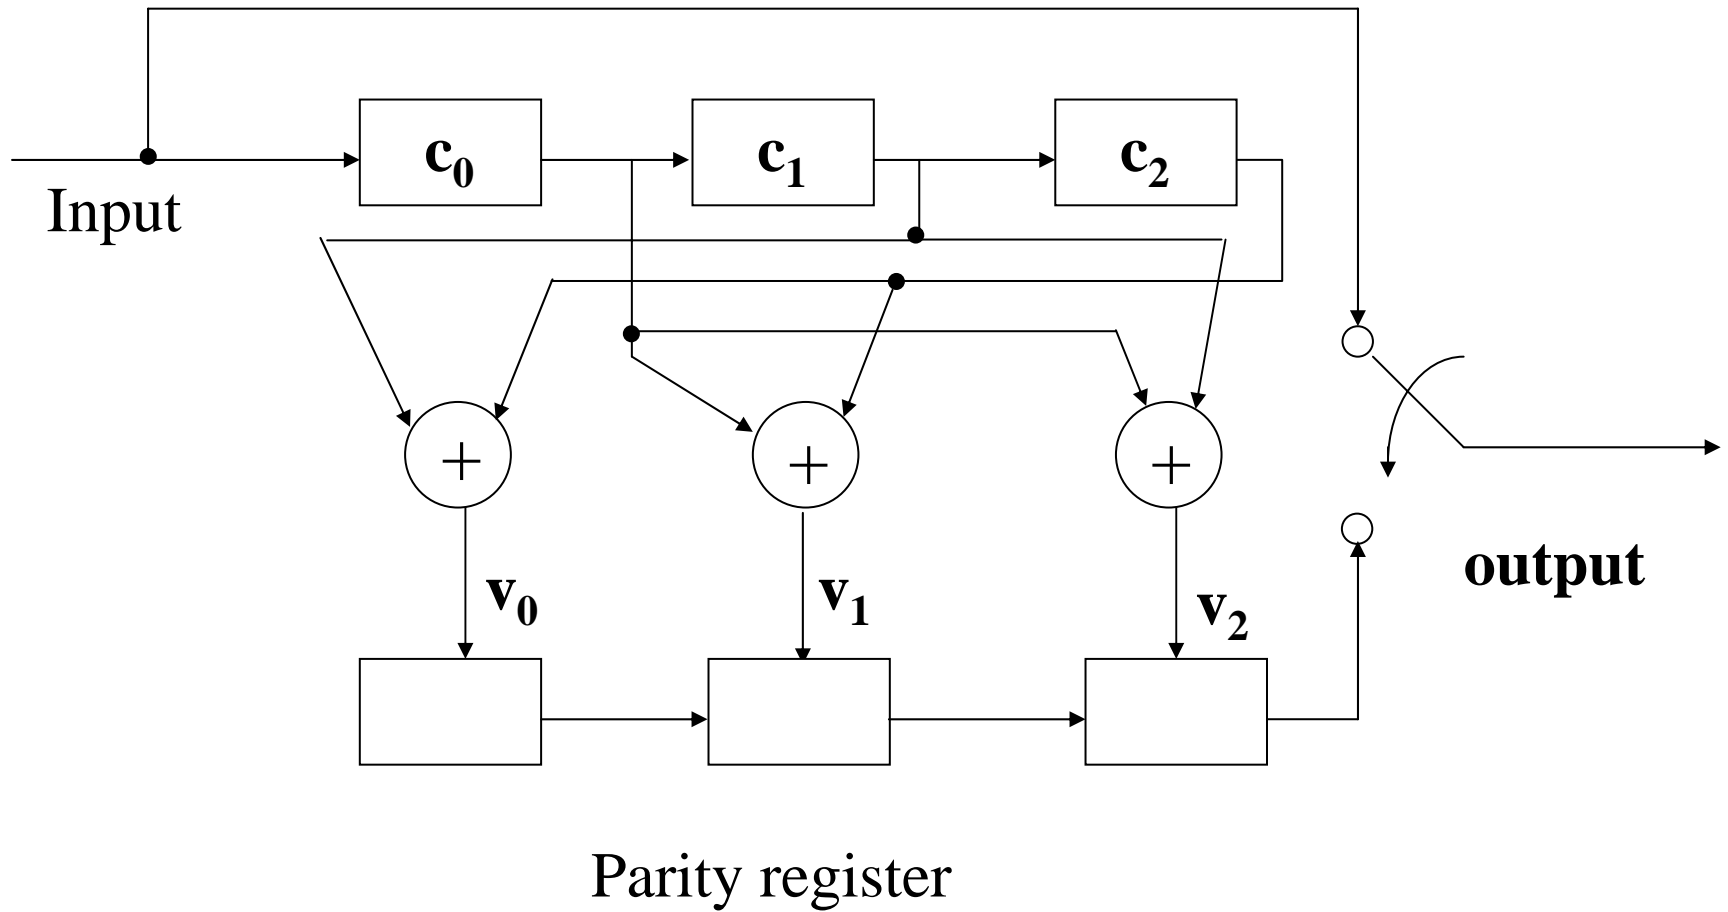 c0 c1 c2
Input
+ + +
output
v0 v1 v2
Parity register